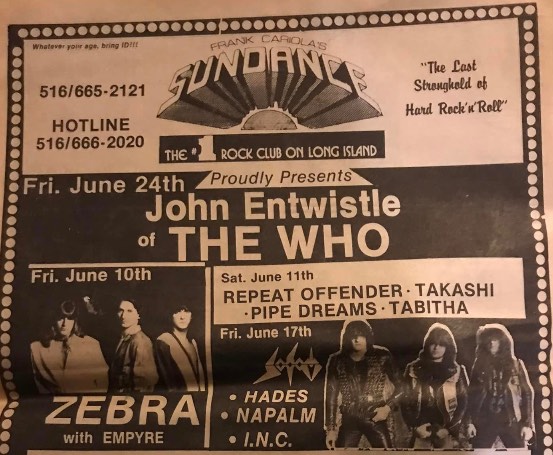 Whatever your age, bring ID!!!
516/665-2121
HOTLINE
516/666-2020
FRANK CARIOLA'S
SUNDANCE
THE #1 ROCK CLUB ON LONG ISLAND
"The Last
Stronghold of
Hard Rock'n'Roll"
Fri. June 24th
Proudly Presents
John Entwistle
of THE WHO
Fri. June 10th
ZEBRA
with EMPYRE
Sat. June 11th
REPEAT OFFENDER · TAKASHI
· PIPE DREAMS · TABITHA
Fri. June 17th
Sodom
• HADES
• NAPALM
• I.N.C.